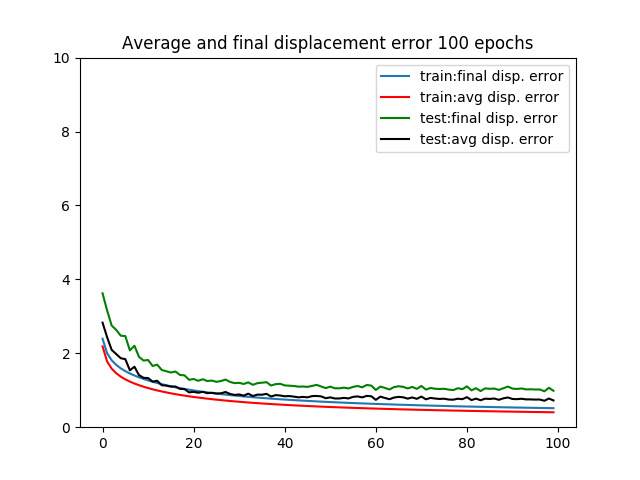 Average and final displacement error 100 epochs
10
8
6
4
2
0
train:final disp. error
train:avg disp. error
test:final disp. error
test:avg disp. error
0 20 40 60 80 100